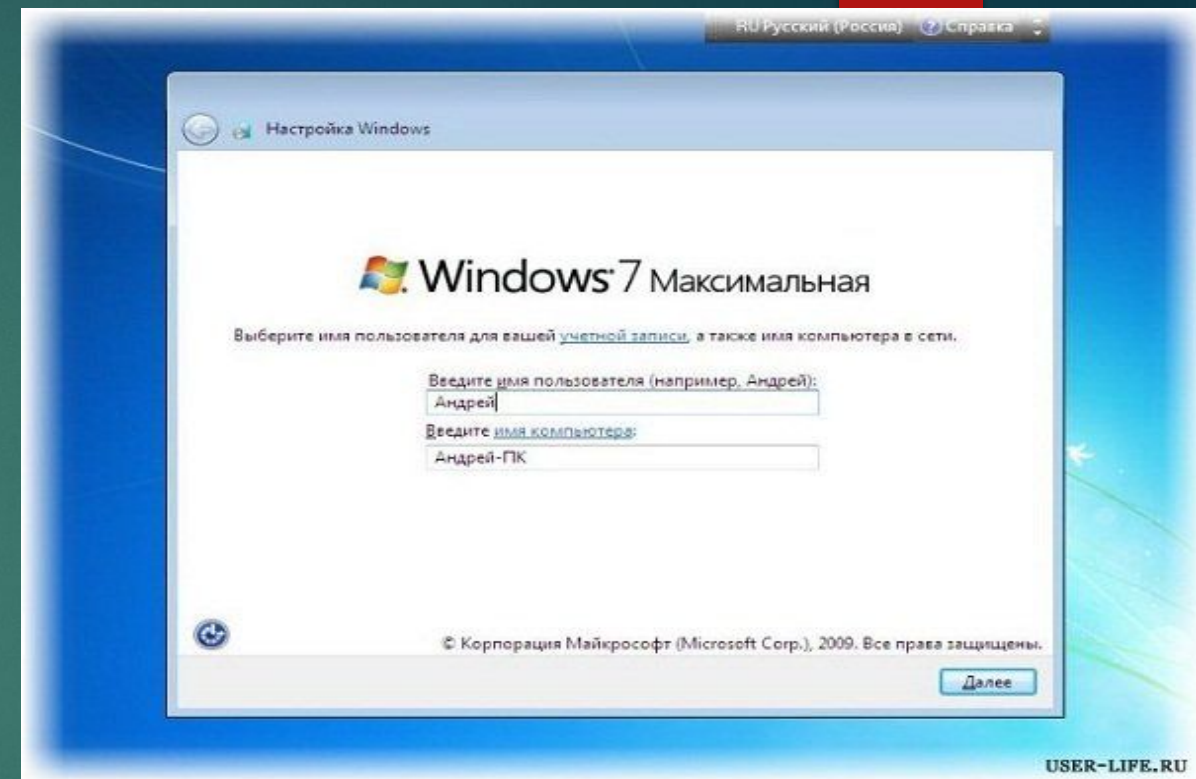 RU Русский (Россия) Справка
Настройка Windows
Windows 7 Максимальная
Выберите имя пользователя для вашей учетной записи, а также имя компьютера в сети.
Введите имя пользователя (например, Андрей):
Андрей
Введите имя компьютера:
Андрей-ПК
© Корпорация Майкрософт (Microsoft Corp.), 2009. Все права защищены.
Далее
USER-LIFE.RU